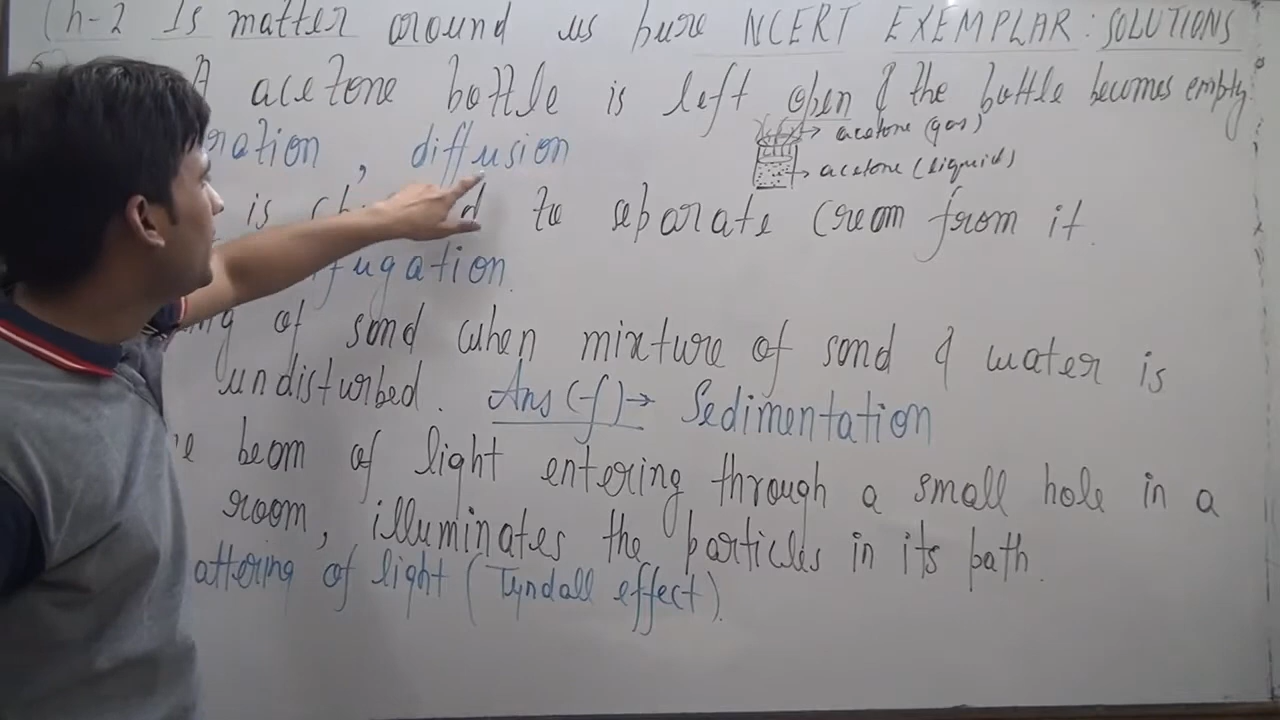 Ch-2 Is matter around us pure NCERT EXEMPLAR: SOLUTIONS
A acetone bottle is left open & the bottle becomes empty.
ration, diffusion
acetone (gas)
acetone (liquid)
is to separate cream from it.
fugation.
of sand when mixture of sand & water is
undisturbed. Ans (f) → Sedimentation
beam of light entering through a small hole in a
room, illuminates the particles in its path.
attering of light (Tyndall effect).